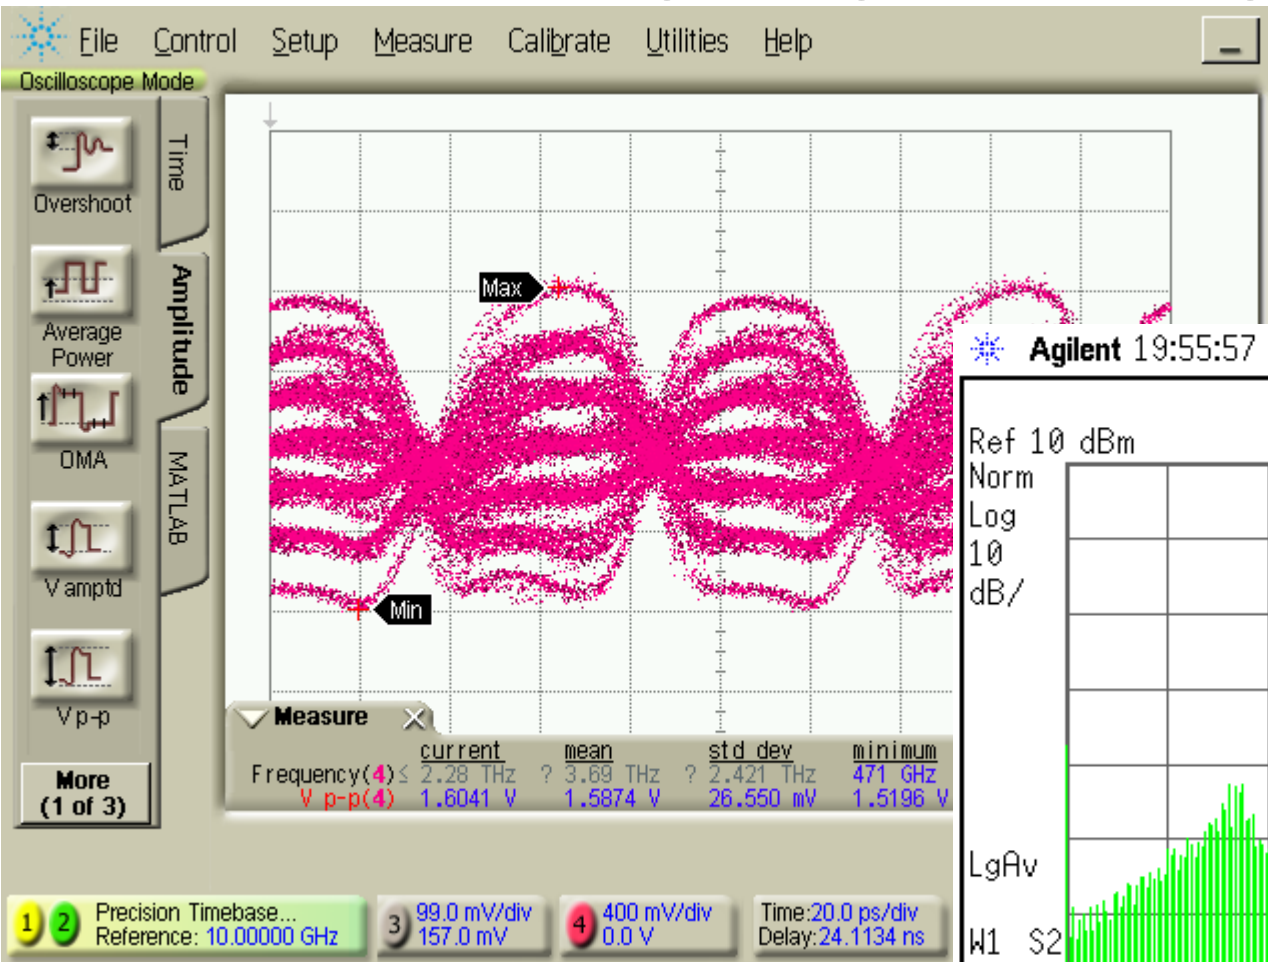 File Control Setup Measure Calibrate Utilities Help
Oscilloscope Mode
Time
Amplitude
MATLAB
Overshoot
Average
Power
OMA
V amptd
V p-p
More
(1 of 3)
Max
Min
Measure
current mean std dev minimum
Frequency(4)≤ 2.28 THz ? 3.69 THz ? 2.421 THz 471 GHz
V p-p(4) 1.6041 V 1.5874 V 26.550 mV 1.5196 V
1 2 Precision Timebase...
Reference: 10.00000 GHz
3 99.0 mV/div
157.0 mV
4 400 mV/div
0.0 V
Time:20.0 ps/div
Delay:24.1134 ns
Agilent 19:55:57
Ref 10 dBm
Norm
Log
10
dB/
LgAv
W1 S2